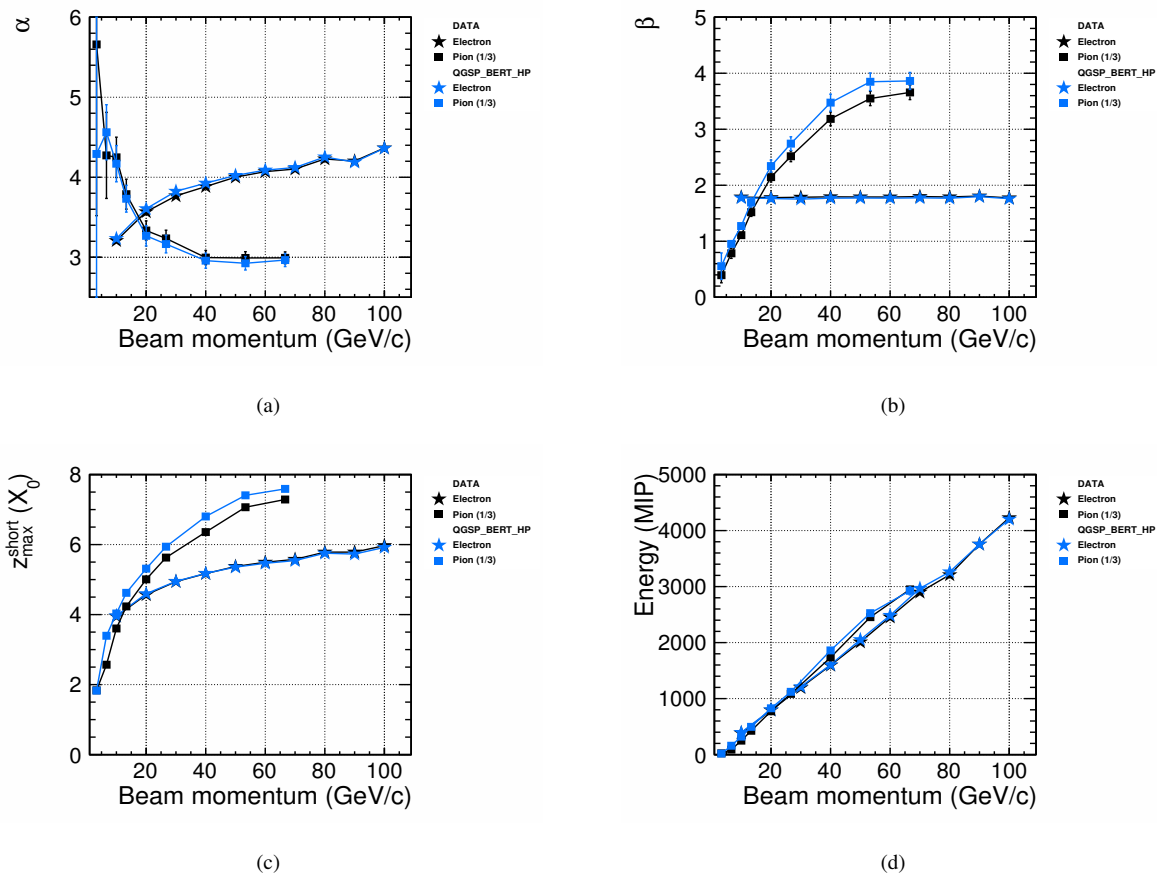 α
6
5
4
3
20 40 60 80 100
Beam momentum (GeV/c)
DATA
Electron
Pion (1/3)
QGSP_BERT_HP
Electron
Pion (1/3)
(a)
β
5
4
3
2
1
0
20 40 60 80 100
Beam momentum (GeV/c)
DATA
Electron
Pion (1/3)
QGSP_BERT_HP
Electron
Pion (1/3)
(b)
z_max^short (X_0)
8
6
4
2
0
20 40 60 80 100
Beam momentum (GeV/c)
DATA
Electron
Pion (1/3)
QGSP_BERT_HP
Electron
Pion (1/3)
(c)
Energy (MIP)
5000
4000
3000
2000
1000
0
20 40 60 80 100
Beam momentum (GeV/c)
DATA
Electron
Pion (1/3)
QGSP_BERT_HP
Electron
Pion (1/3)
(d)